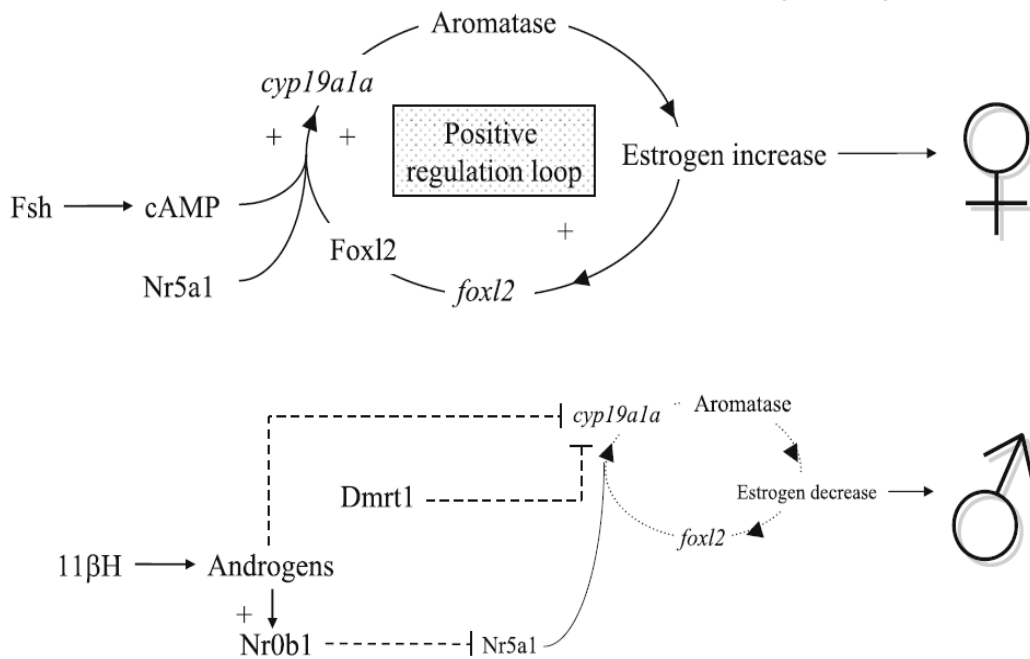 Aromatase
cyp19a1a
+ +
Positive
regulation loop
Estrogen increase
Fsh
cAMP
+
Foxl2
Nr5a1
foxl2
cyp19a1a
Aromatase
Dmrt1
Estrogen decrease
foxl2
11βH
Androgens
+
Nr0b1
Nr5a1